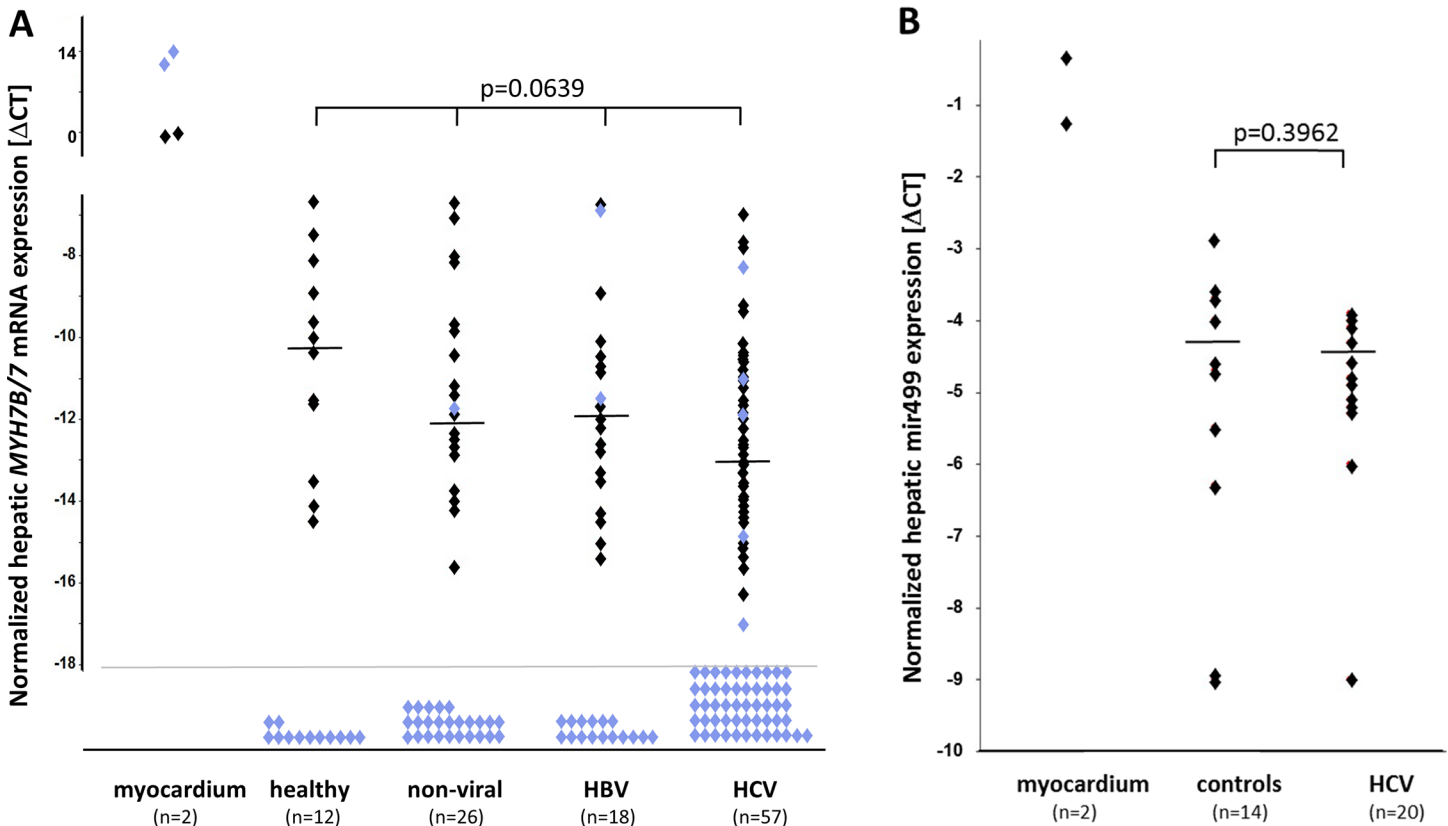 A
Normalized hepatic MYH7B/7 mRNA expression [ΔCT]
14
0
-8
-10
-12
-14
-16
-18
p=0.0639
myocardium healthy non-viral HBV HCV
(n=2) (n=12) (n=26) (n=18) (n=57)
B
Normalized hepatic mir499 expression [ΔCT]
-1
-2
-3
-4
-5
-6
-7
-8
-9
-10
p=0.3962
myocardium controls HCV
(n=2) (n=14) (n=20)